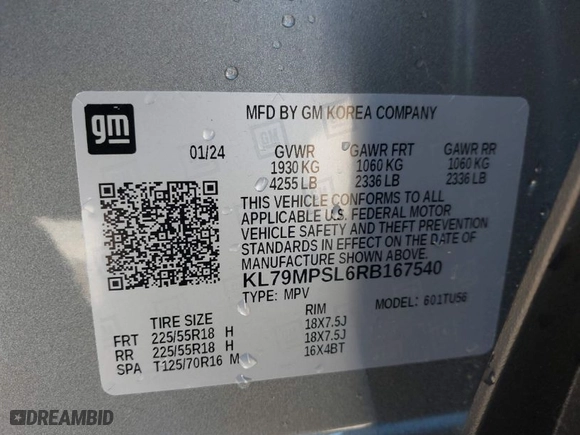 gm
MFD BY GM KOREA COMPANY
01/24 GVWR GAWR FRT GAWR RR
1930 KG 1060 KG 1060 KG
4255 LB 2336 LB 2336 LB
THIS VEHICLE CONFORMS TO ALL
APPLICABLE U.S. FEDERAL MOTOR
VEHICLE SAFETY AND THEFT PREVENTION
STANDARDS IN EFFECT ON THE DATE OF
MANUFACTURE SHOWN ABOVE.
KL79MPSL6RB167540
TYPE: MPV MODEL: 601TU56
TIRE SIZE RIM
FRT 225/55R18 H 18X7.5J
RR 225/55R18 H 18X7.5J
SPA T125/70R16 M 16X4BT
DREAMBID